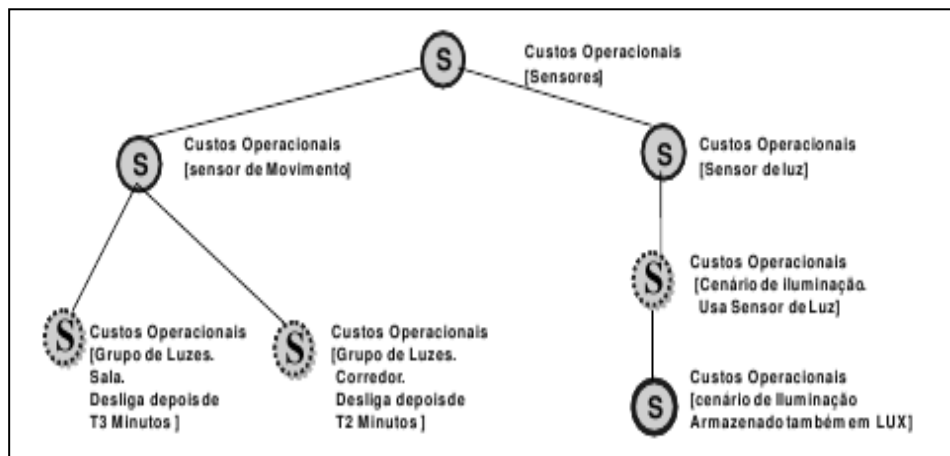 S
Custos Operacionais
[Sensores]
S
Custos Operacionais
[sensor de Movimento]
S
Custos Operacionais
[Sensor de luz]
S
Custos Operacionais
[Cenário de iluminação.
Usa Sensor de Luz]
S
Custos Operacionais
[Grupo de Luzes.
Sala.
Desliga depois de
T3 Minutos ]
S
Custos Operacionais
[Grupo de Luzes.
Corredor.
Desliga depois de
T2 Minutos ]
S
Custos Operacionais
[cenário de Iluminação
Armazenado também em LUX]